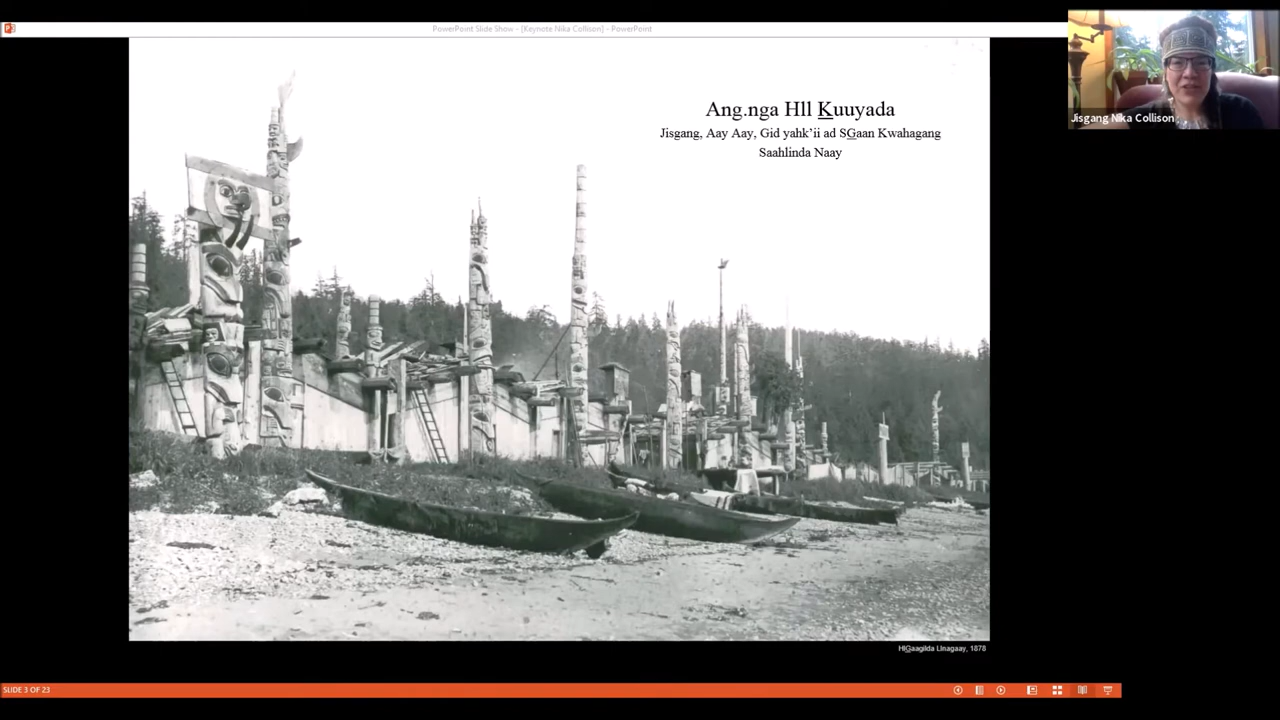 PowerPoint Slide Show - [Keynote Nika Collison] - PowerPoint
Ang.nga Hll Kuuyada
Jisgang, Aay Aay, Gid yahk'ii ad SGaan Kwahagang
Saahlinda Naay
Jisgang Nika Collison
HlGaagilda Llnagaay, 1878
SLIDE 3 OF 23